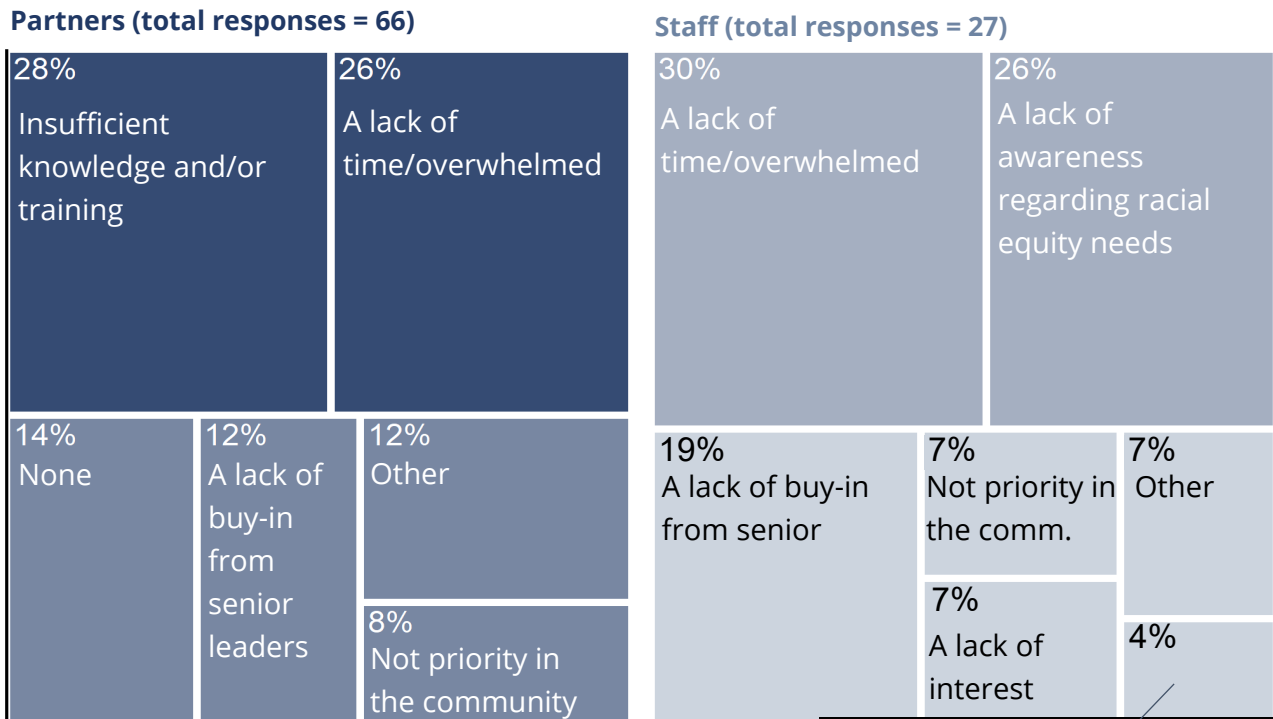 Partners (total responses = 66)
28%
Insufficient
knowledge and/or
training
26%
A lack of
time/overwhelmed
14%
None
12%
A lack of
buy-in
from
senior
leaders
12%
Other
8%
Not priority in
the community
Staff (total responses = 27)
30%
A lack of
time/overwhelmed
26%
A lack of
awareness
regarding racial
equity needs
19%
A lack of buy-in
from senior
7%
Not priority in
the comm.
7%
Other
7%
A lack of
interest
4%